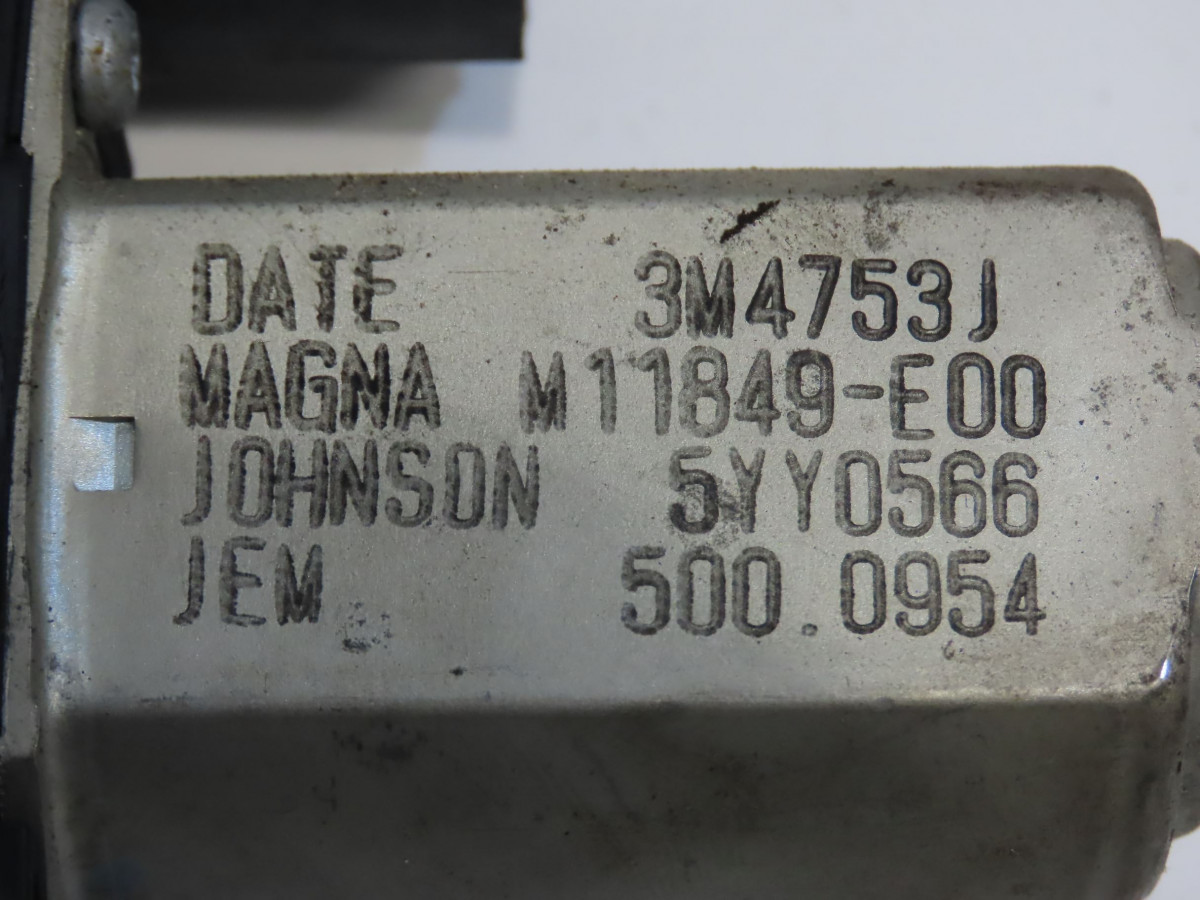 DATE 3M4753J
MAGNA M11849-E00
JOHNSON 5YY0566
JEM 500.0954